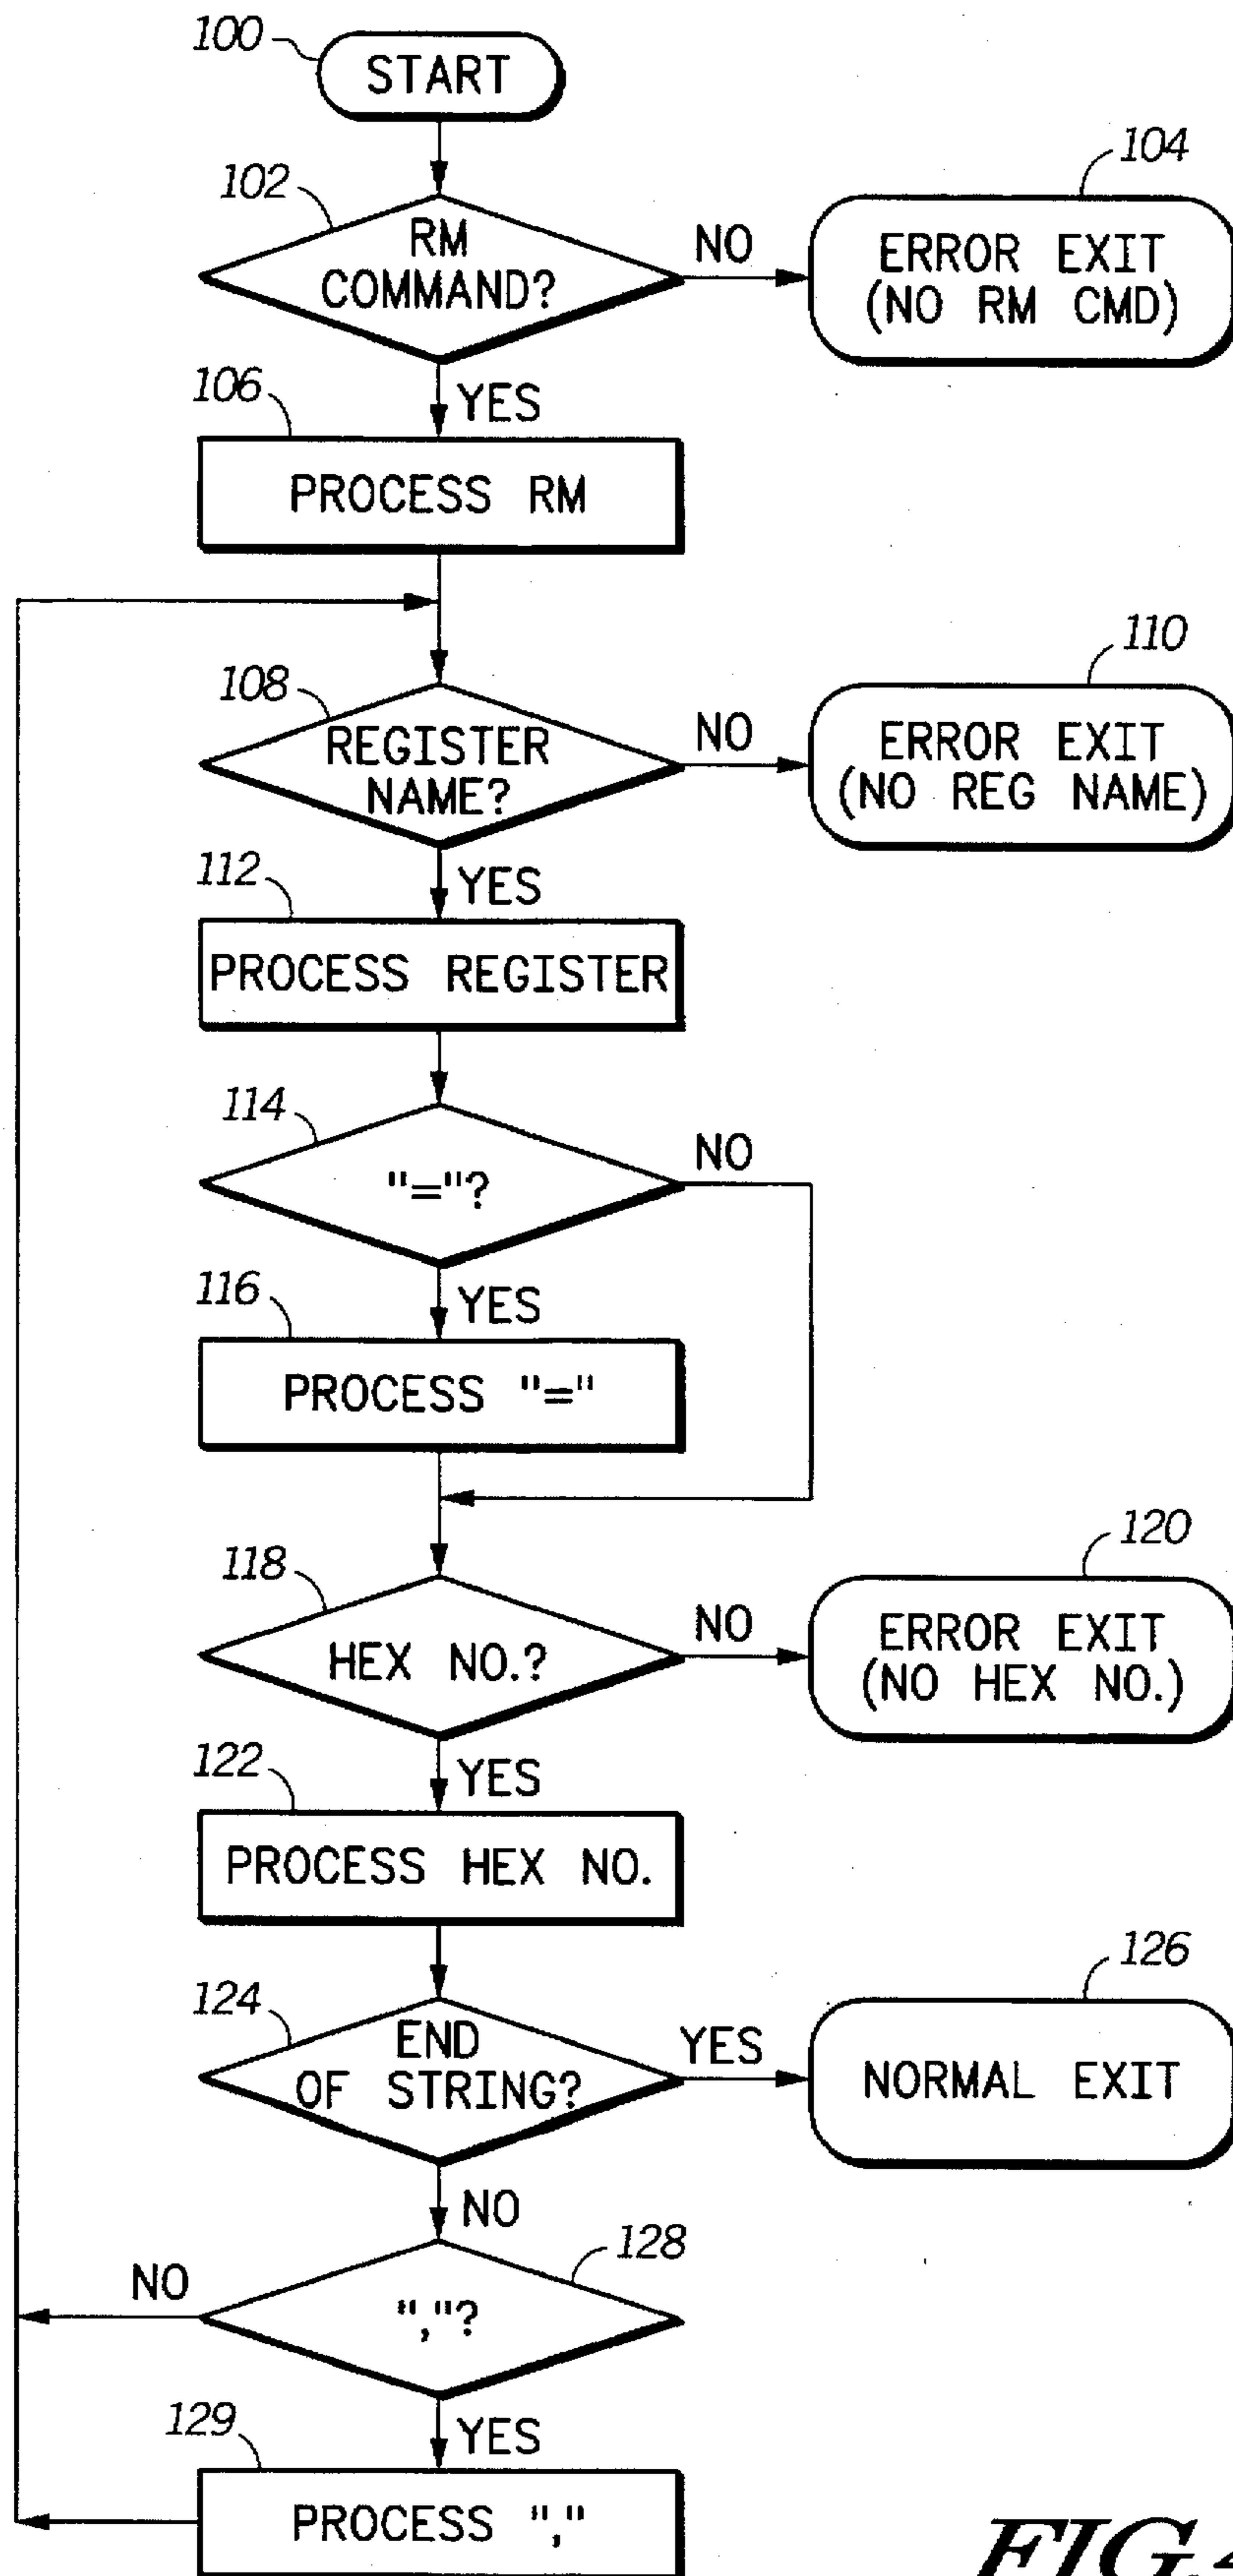 100
START
102
RM
COMMAND?
NO
104
ERROR EXIT
(NO RM CMD)
YES
106
PROCESS RM
108
REGISTER
NAME?
NO
110
ERROR EXIT
(NO REG NAME)
YES
112
PROCESS REGISTER
114
"="?
NO
YES
116
PROCESS "="
118
HEX NO.?
NO
120
ERROR EXIT
(NO HEX NO.)
YES
122
PROCESS HEX NO.
124
END
OF STRING?
YES
126
NORMAL EXIT
NO
128
","?
NO
YES
129
PROCESS ","
FIG.